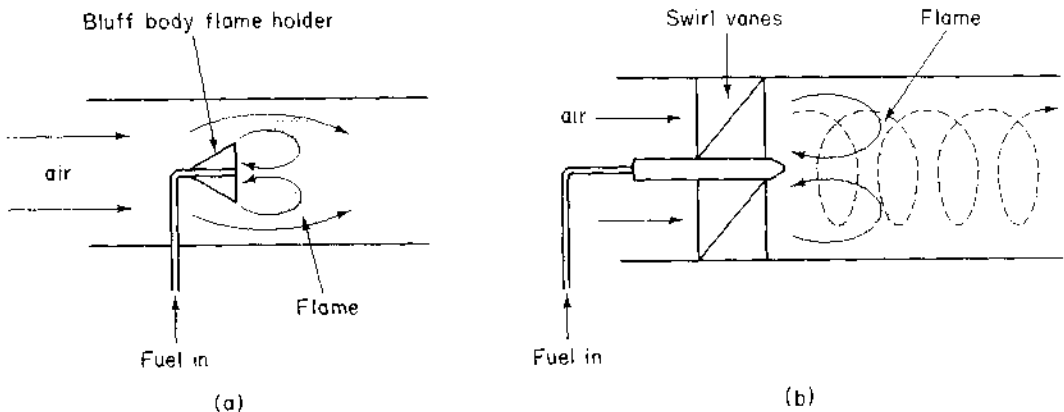 Bluff body flame holder
air
Flame
Fuel in
(a)
Swirl vanes
Flame
air
Fuel in
(b)